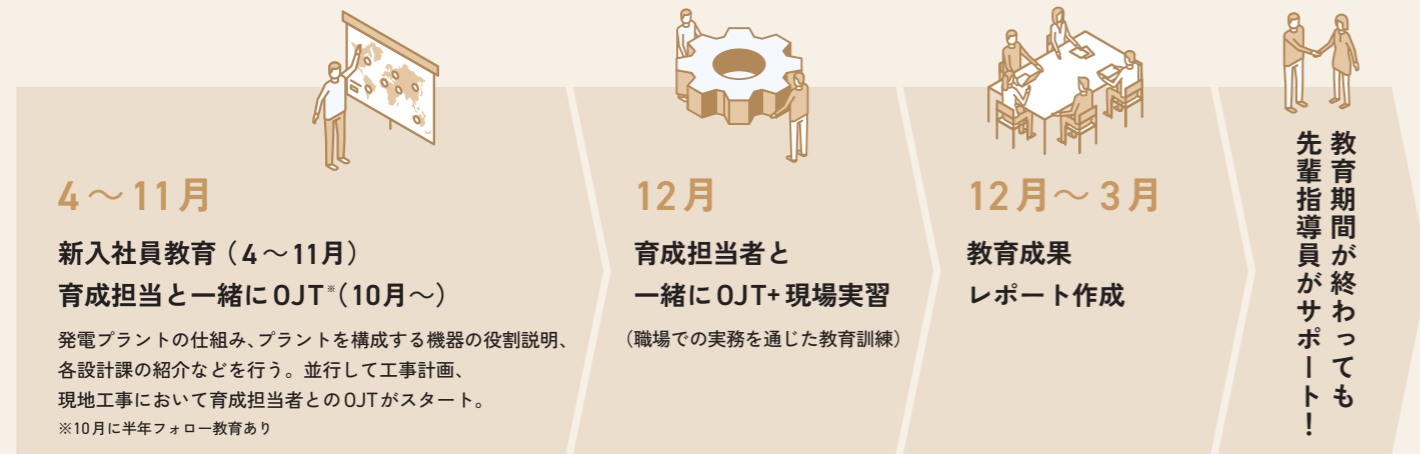 4～11月
新入社員教育（4～11月）
育成担当と一緒にOJT※（10月～）
発電プラントの仕組み、プラントを構成する機器の役割説明、
各設計課の紹介などを行う。並行して工事計画、
現地工事において育成担当者とのOJTがスタート。
※10月に半年フォロー教育あり
12月
育成担当者と
一緒にOJT+現場実習
（職場での実務を通じた教育訓練）
12月～3月
教育成果
レポート作成
教育期間が終わっても
先輩指導員がサポート！